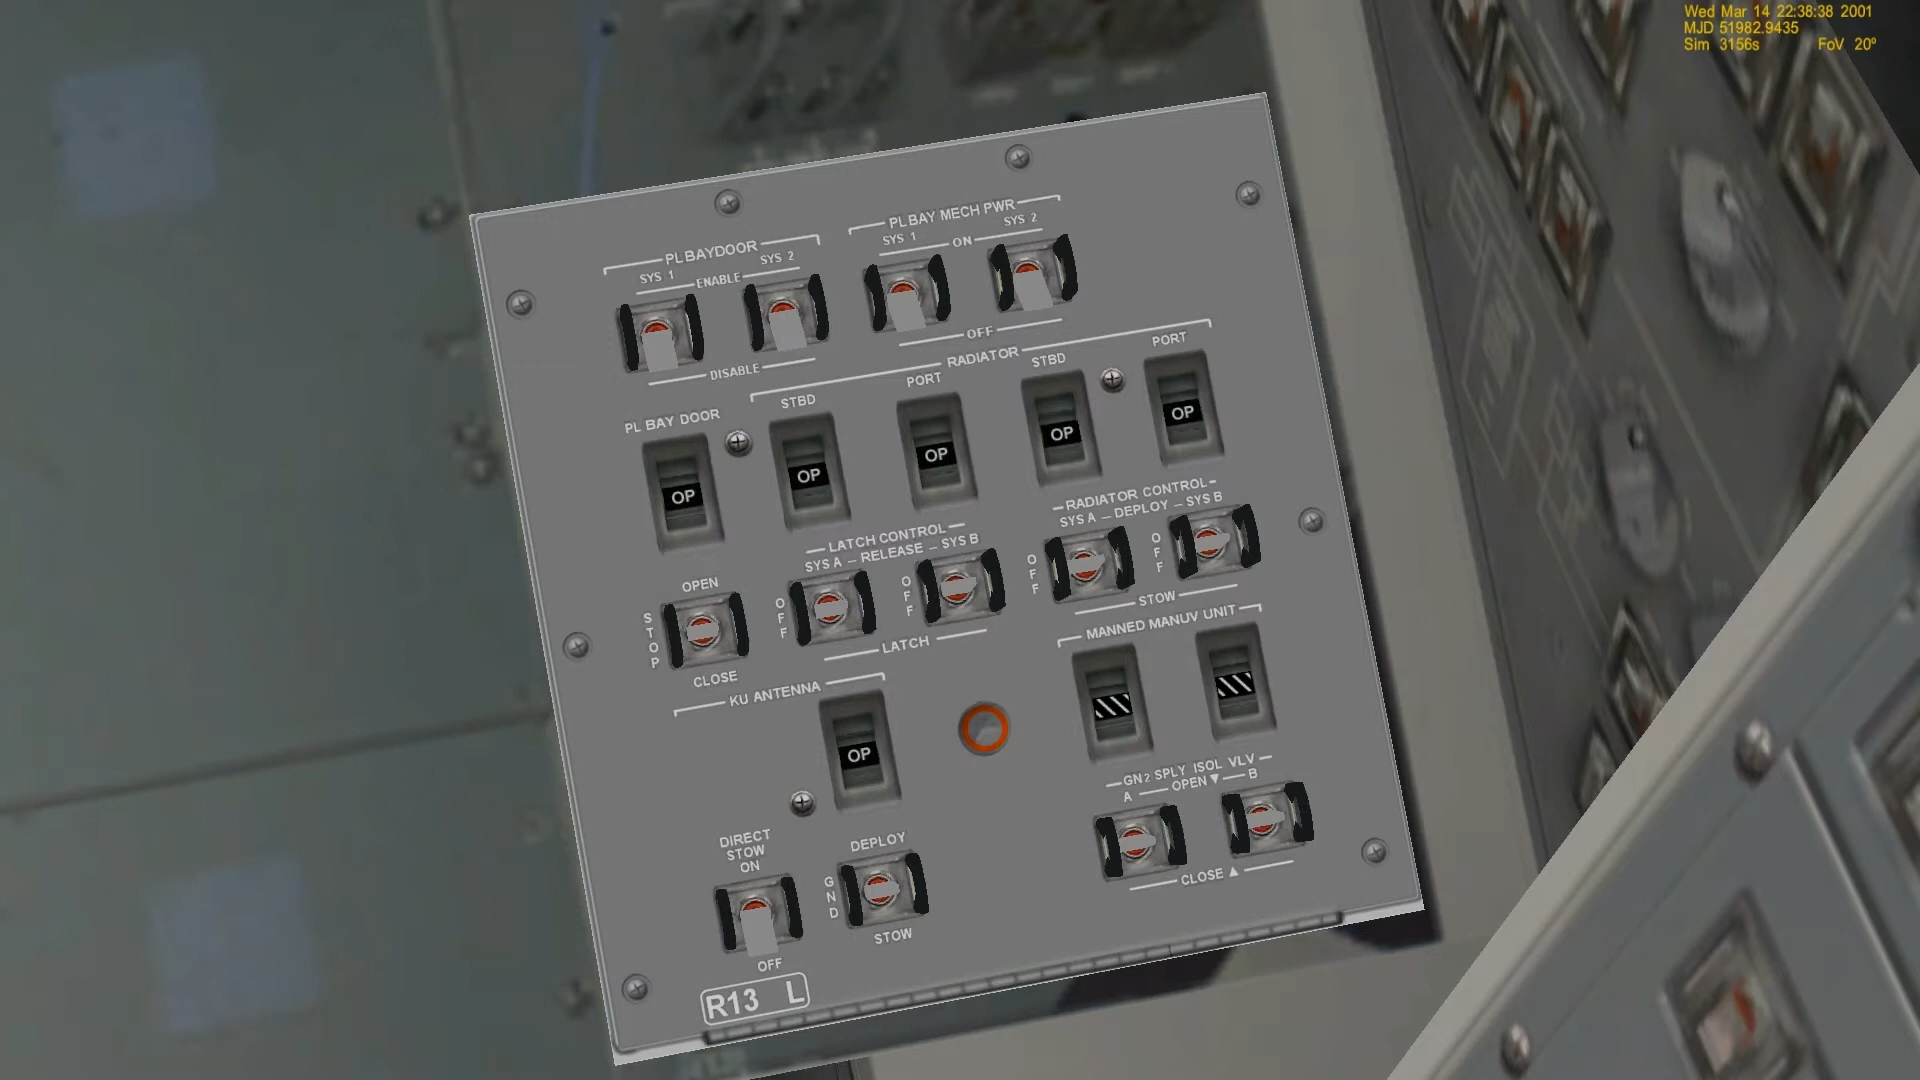 Wed Mar 14 22:38:38 2001
MJD 51982.9435
Sim 3156s FoV 20°
PL BAYDOOR
SYS 1 SYS 2
ENABLE
DISABLE
PL BAY MECH PWR
SYS 1 SYS 2
ON
OFF
RADIATOR
PL BAY DOOR STBD PORT STBD PORT
OP OP OP OP OP
OPEN
STOP
CLOSE
LATCH CONTROL
SYS A – RELEASE – SYS B
OFF OFF
LATCH
RADIATOR CONTROL
SYS A – DEPLOY – SYS B
OFF OFF
STOW
KU ANTENNA
OP
MANNED MANUV UNIT
DIRECT
STOW
ON
OFF
DEPLOY
GND
STOW
GN2 SPLY ISOL VLV
A OPEN ▼ B
CLOSE ▲
R13 L